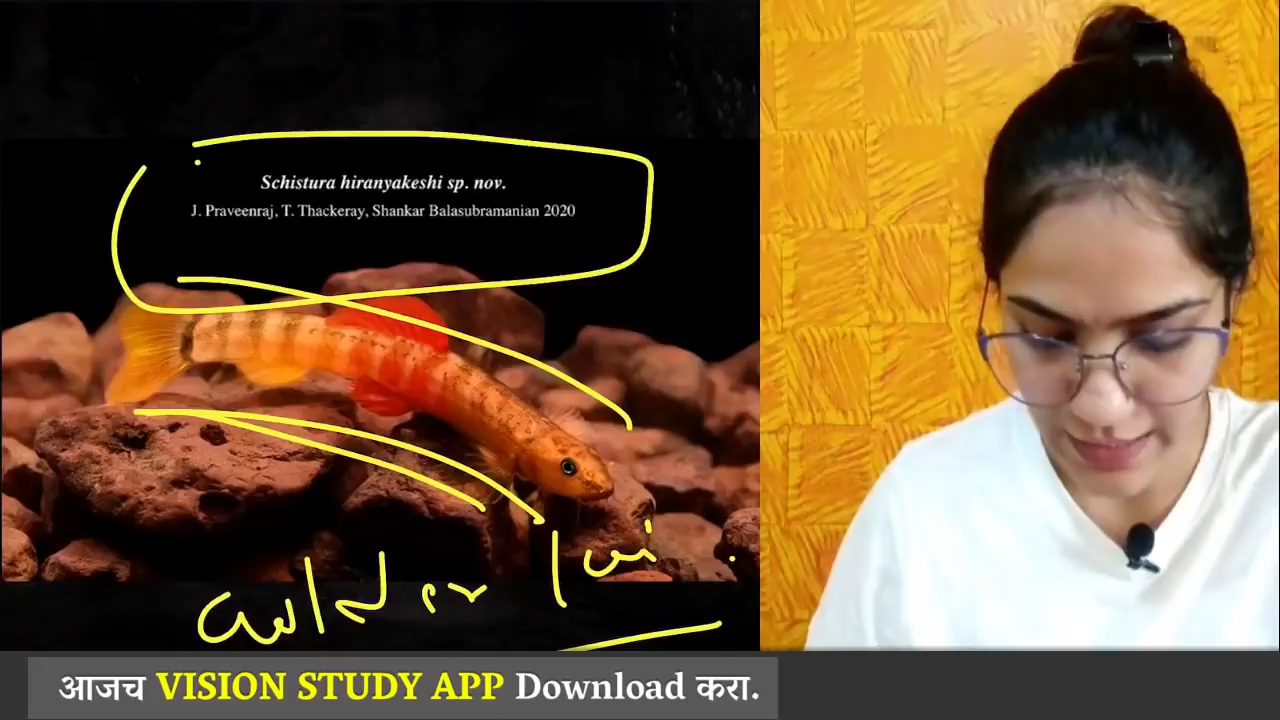 Schistura hiranyakeshi sp. nov.
J. Praveenraj, T. Thackeray, Shankar Balasubramanian 2020
आजच VISION STUDY APP Download करा.